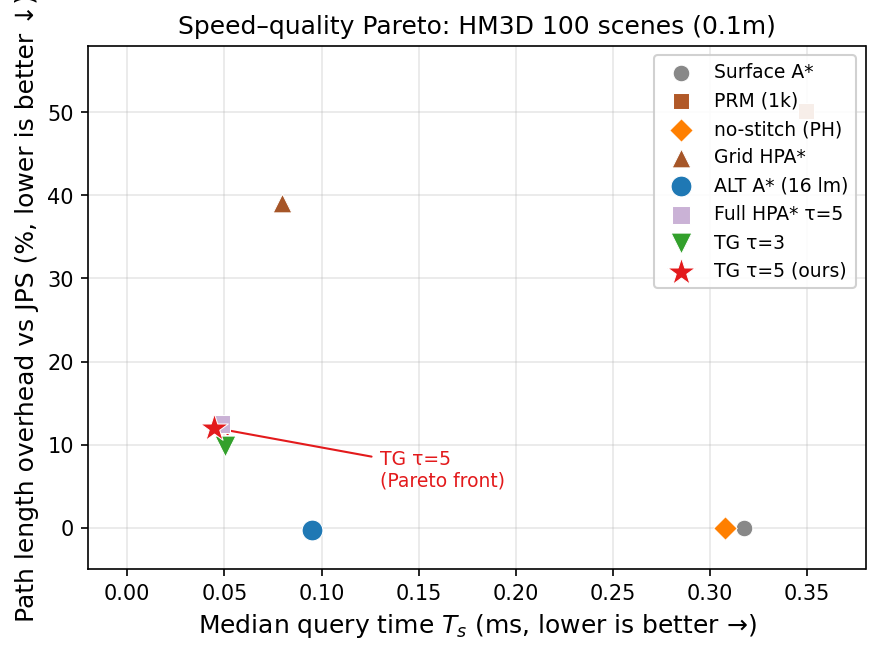 Speed–quality Pareto: HM3D 100 scenes (0.1m)
Path length overhead vs JPS (%, lower is better ↓)
50
40
30
20
10
0
Surface A*
PRM (1k)
no-stitch (PH)
Grid HPA*
ALT A* (16 lm)
Full HPA* τ=5
TG τ=3
TG τ=5 (ours)
TG τ=5
(Pareto front)
0.00 0.05 0.10 0.15 0.20 0.25 0.30 0.35
Median query time Ts (ms, lower is better →)